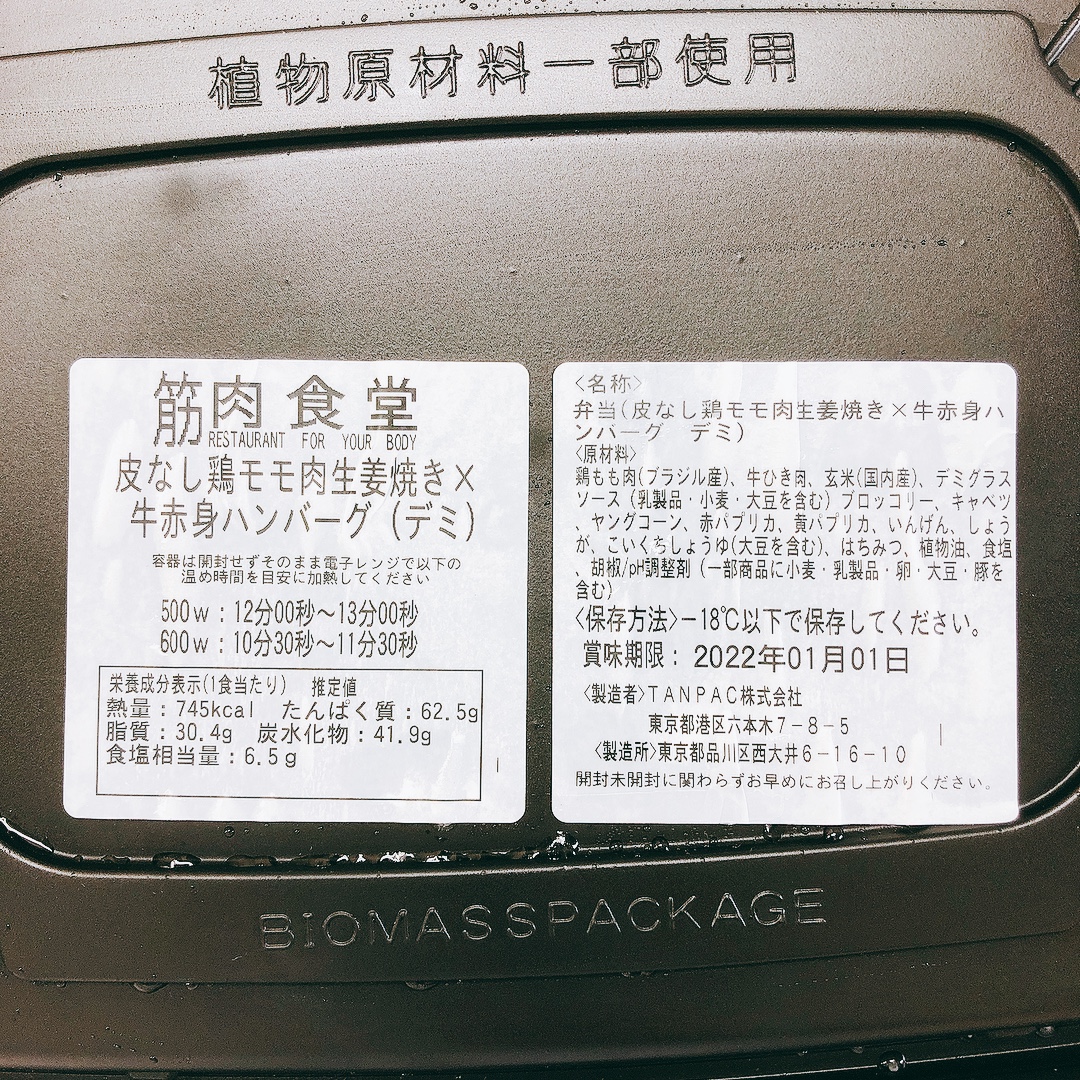 植物原材料一部使用
筋肉食堂
RESTAURANT FOR YOUR BODY
皮なし鶏モモ肉生姜焼き×
牛赤身ハンバーグ(デミ)
容器は開封せずそのまま電子レンジで以下の
温め時間を目安に加熱してください
500w:12分00秒~13分00秒
600w:10分30秒~11分30秒
栄養成分表示(1食当たり) 推定値
熱量:745kcal たんぱく質:62.5g
脂質:30.4g 炭水化物:41.9g
食塩相当量:6.5g
<名称>
弁当(皮なし鶏モモ肉生姜焼き×牛赤身ハ
ンバーグ デミ)
<原材料>
鶏もも肉(ブラジル産)、牛ひき肉、玄米(国内産)、デミグラス
ソース(乳製品・小麦・大豆を含む)ブロッコリー、キャベツ
、ヤングコーン、赤パプリカ、黄パプリカ、いんげん、しょう
が、こいくちしょうゆ(大豆を含む)、はちみつ、植物油、食塩
、胡椒/pH調整剤(一部商品に小麦・乳製品・卵・大豆・豚を
含む)
<保存方法>-18℃以下で保存してください。
賞味期限:2022年01月01日
<製造者>TANPAC株式会社
東京都港区六本木7-8-5
<製造所>東京都品川区西大井6-16-10
開封未開封に関わらずお早めにお召し上がりください。
BIOMASSPACKAGE